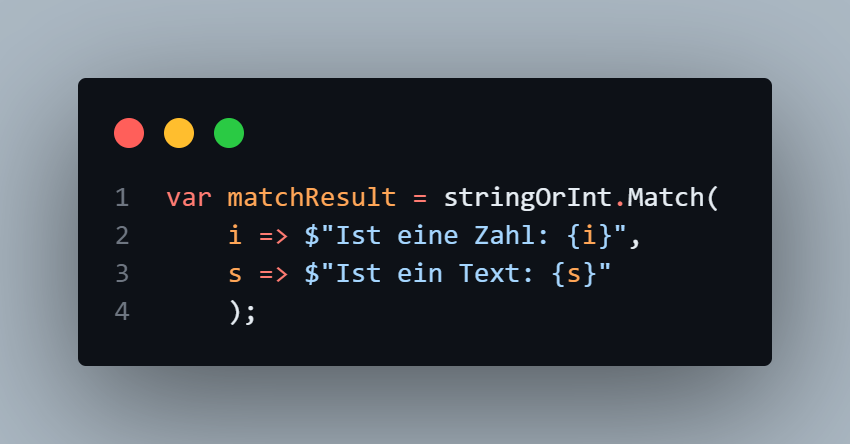 1 var matchResult = stringOrInt.Match(
2     i => $"Ist eine Zahl: {i}",
3     s => $"Ist ein Text: {s}"
4     );